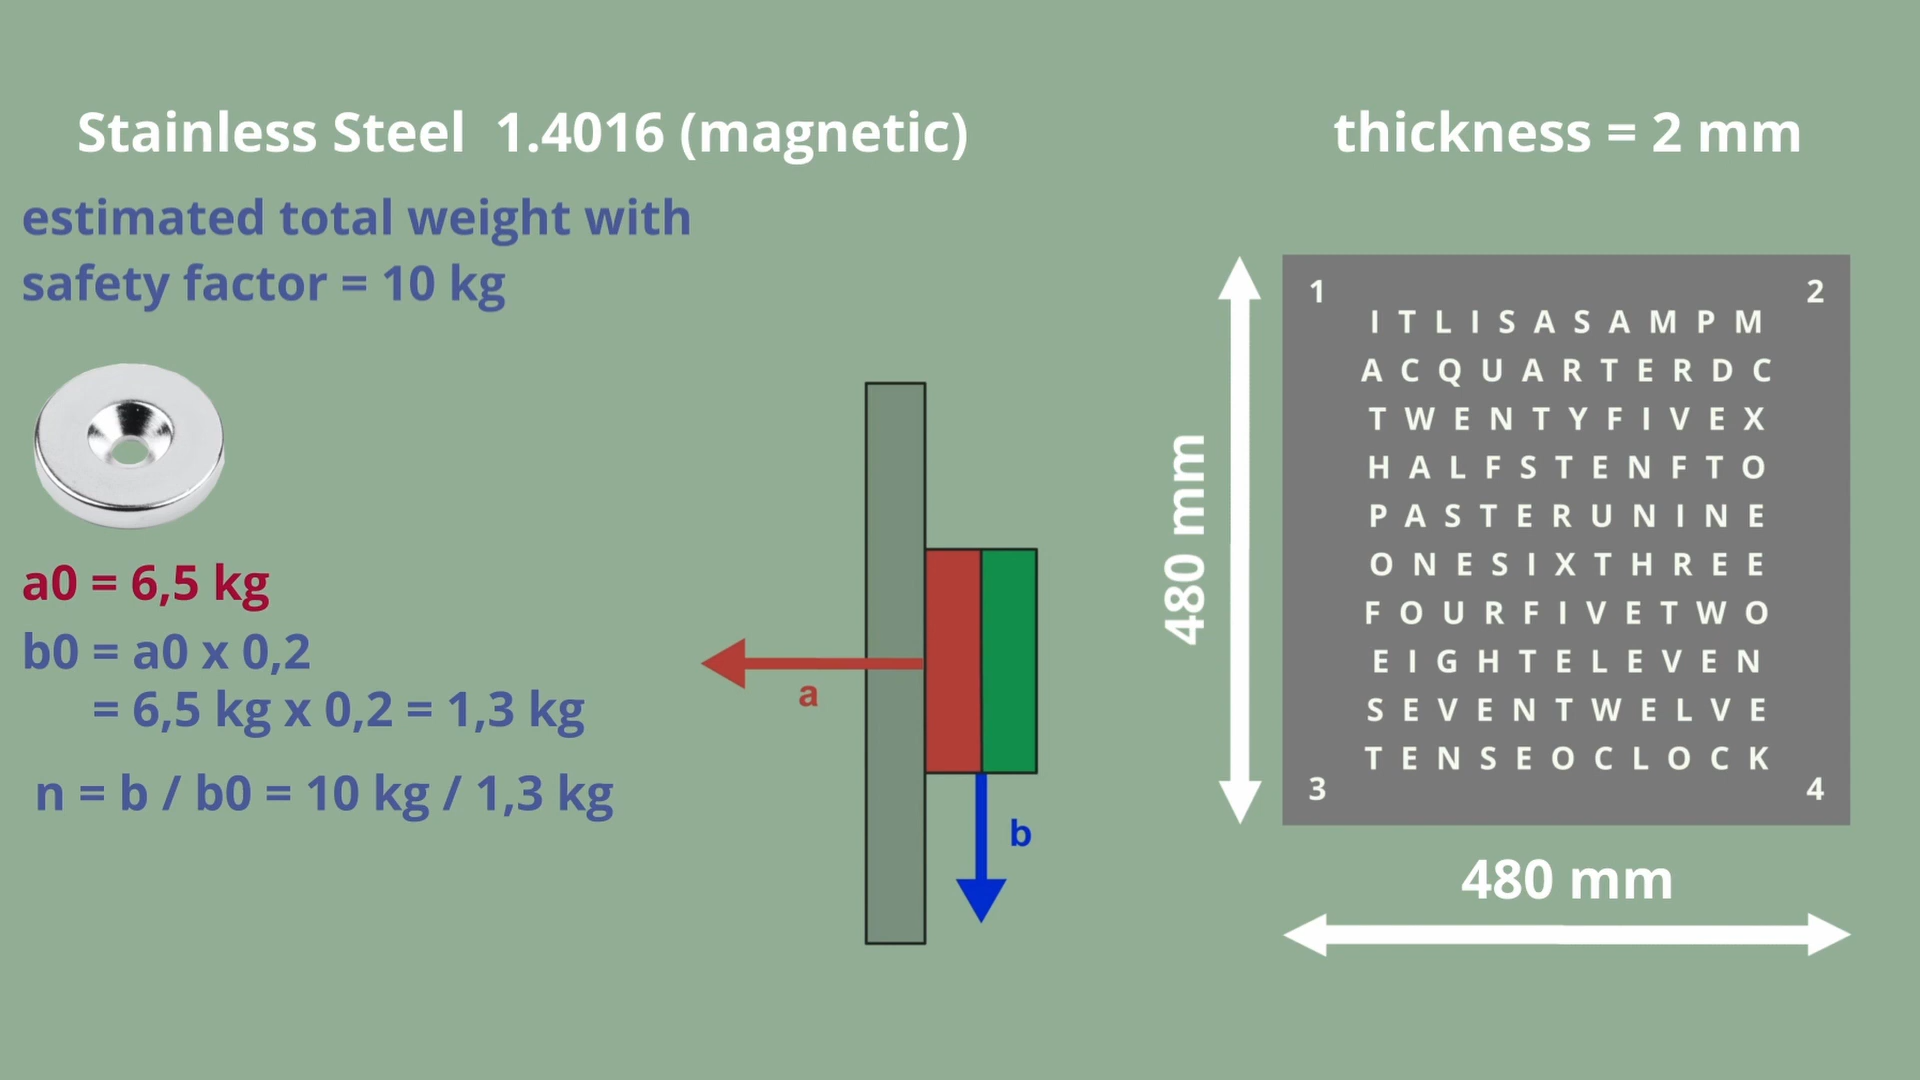 Stainless Steel 1.4016 (magnetic)
thickness = 2 mm
estimated total weight with
safety factor = 10 kg
a0 = 6,5 kg
b0 = a0 x 0,2
= 6,5 kg x 0,2 = 1,3 kg
n = b / b0 = 10 kg / 1,3 kg
a
b
480 mm
1
2
I T L I S A S A M P M
A C Q U A R T E R D C
T W E N T Y F I V E X
H A L F S T E N F T O
P A S T E R U N I N E
O N E S I X T H R E E
F O U R F I V E T W O
E I G H T E L E V E N
S E V E N T W E L V E
T E N S E O C L O C K
3
4
480 mm